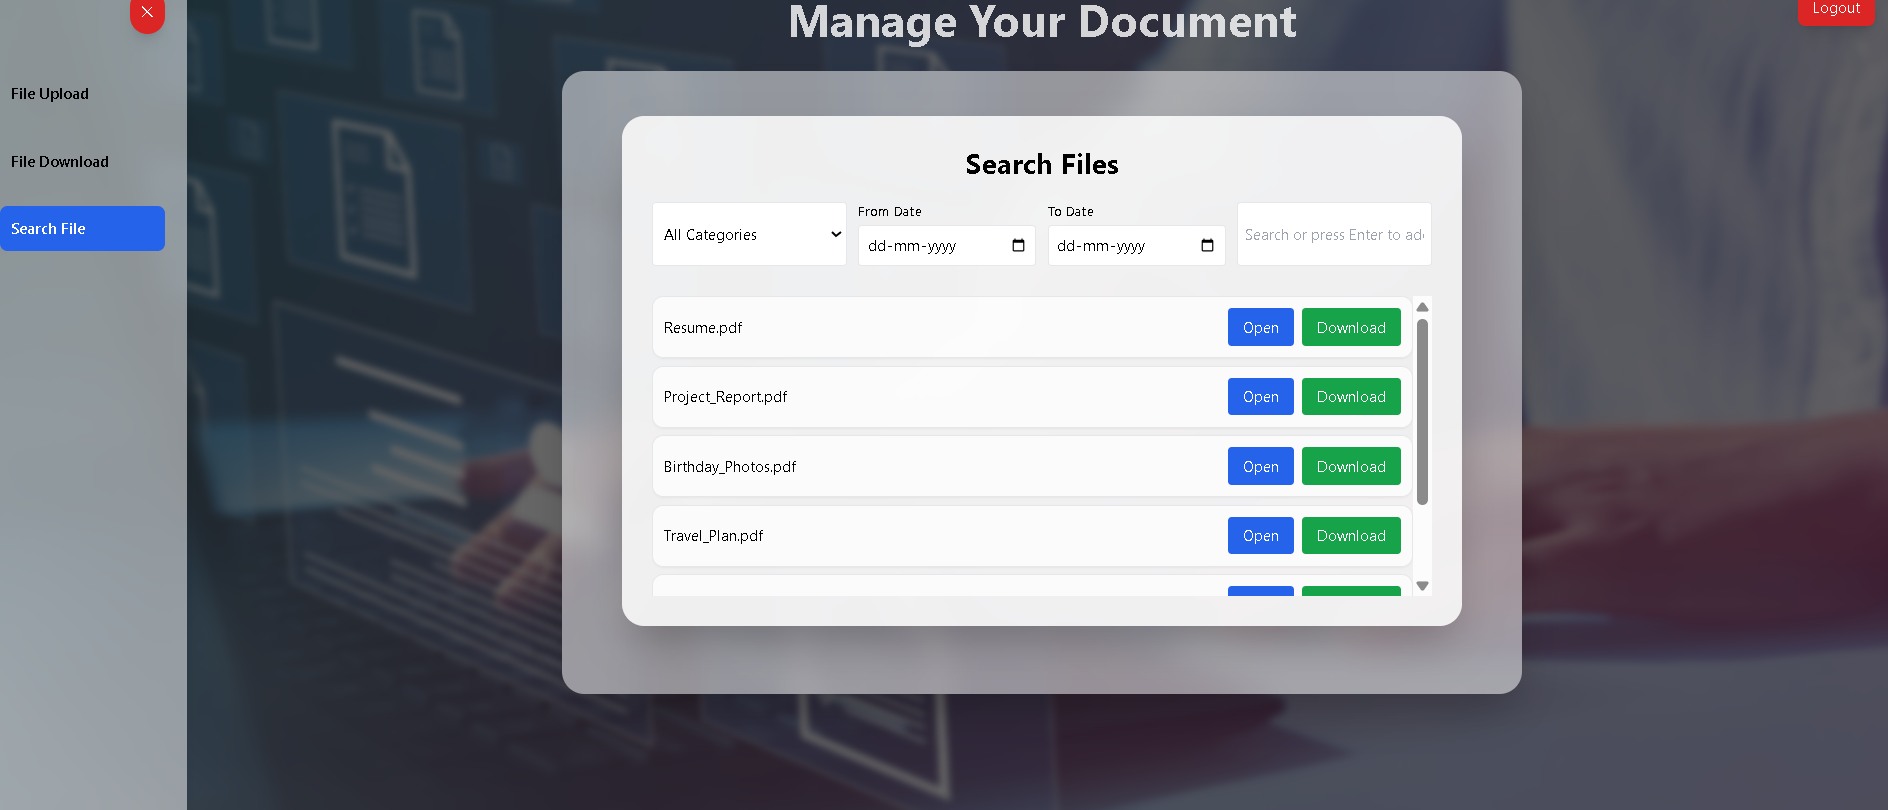 Manage Your Document
Logout
File Upload
File Download
Search File
Search Files
All Categories
From Date
dd-mm-yyyy
To Date
dd-mm-yyyy
Search or press Enter to
Resume.pdf
Open
Download
Project_Report.pdf
Open
Download
Birthday_Photos.pdf
Open
Download
Travel_Plan.pdf
Open
Download